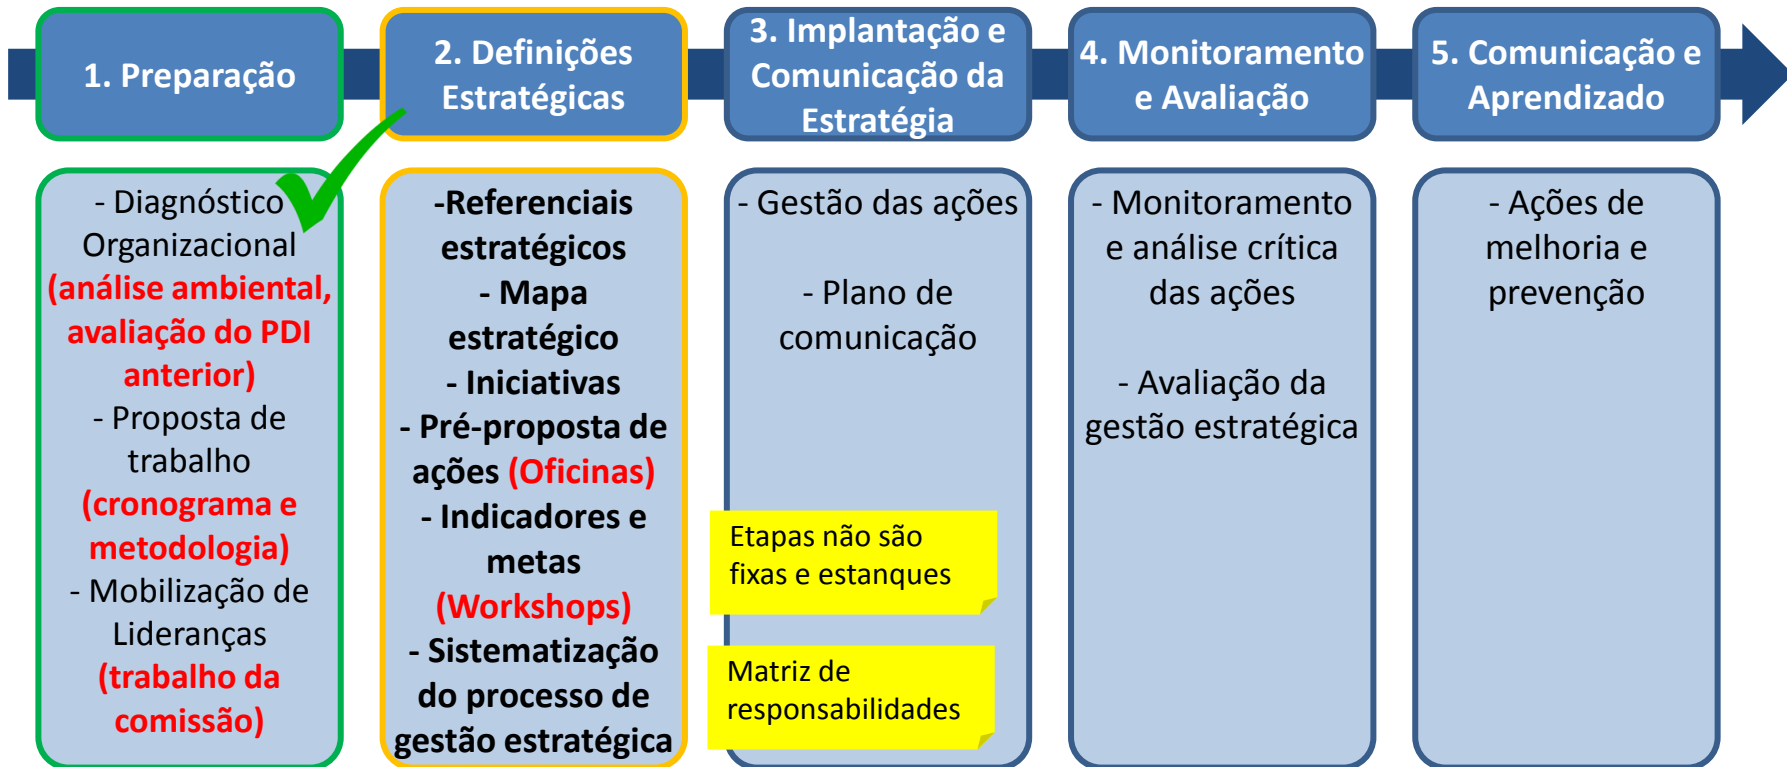 1. Preparação
2. Definições
Estratégicas
3. Implantação e
Comunicação da
Estratégia
4. Monitoramento
e Avaliação
5. Comunicação e
Aprendizado
- Diagnóstico
Organizacional
(análise ambiental,
avaliação do PDI
anterior)
- Proposta de
trabalho
(cronograma e
metodologia)
- Mobilização de
Lideranças
(trabalho da
comissão)
-Referenciais
estratégicos
- Mapa
estratégico
- Iniciativas
- Pré-proposta de
ações (Oficinas)
- Indicadores e
metas
(Workshops)
- Sistematização
do processo de
gestão estratégica
- Gestão das ações
- Plano de
comunicação
Etapas não são
fixas e estanques
Matriz de
responsabilidades
- Monitoramento
e análise crítica
das ações
- Avaliação da
gestão estratégica
- Ações de
melhoria e
prevenção